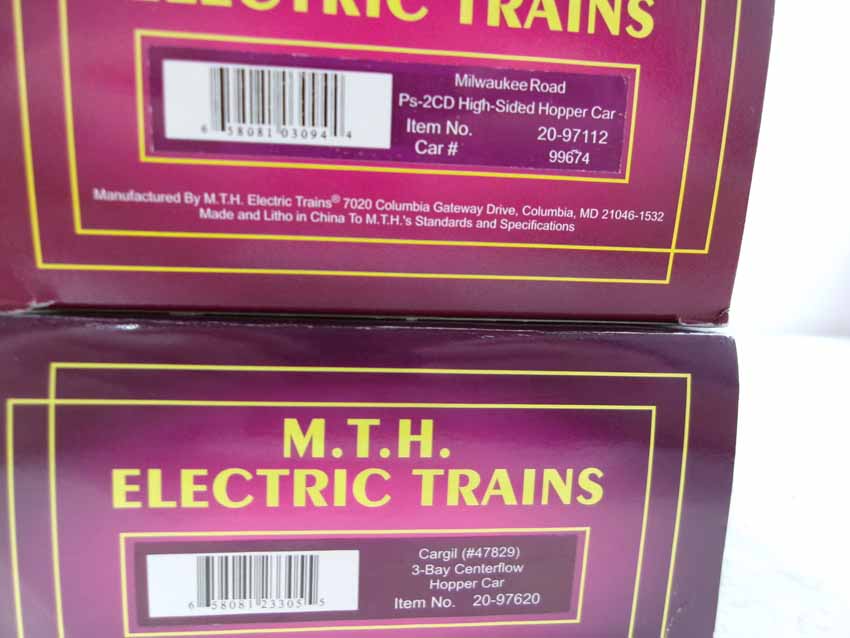 ELECTRIC TRAINS
Milwaukee Road
Ps-2CD High-Sided Hopper Car
Item No. 20-97112
Car # 99674
6 58081 03094 4
Manufactured By M.T.H. Electric Trains® 7020 Columbia Gateway Drive, Columbia, MD 21046-1532
Made and Litho in China To M.T.H.'s Standards and Specifications
M.T.H.
ELECTRIC TRAINS
Cargil (#47829)
3-Bay Centerflow
Hopper Car
Item No. 20-97620
6 58081 23305 5